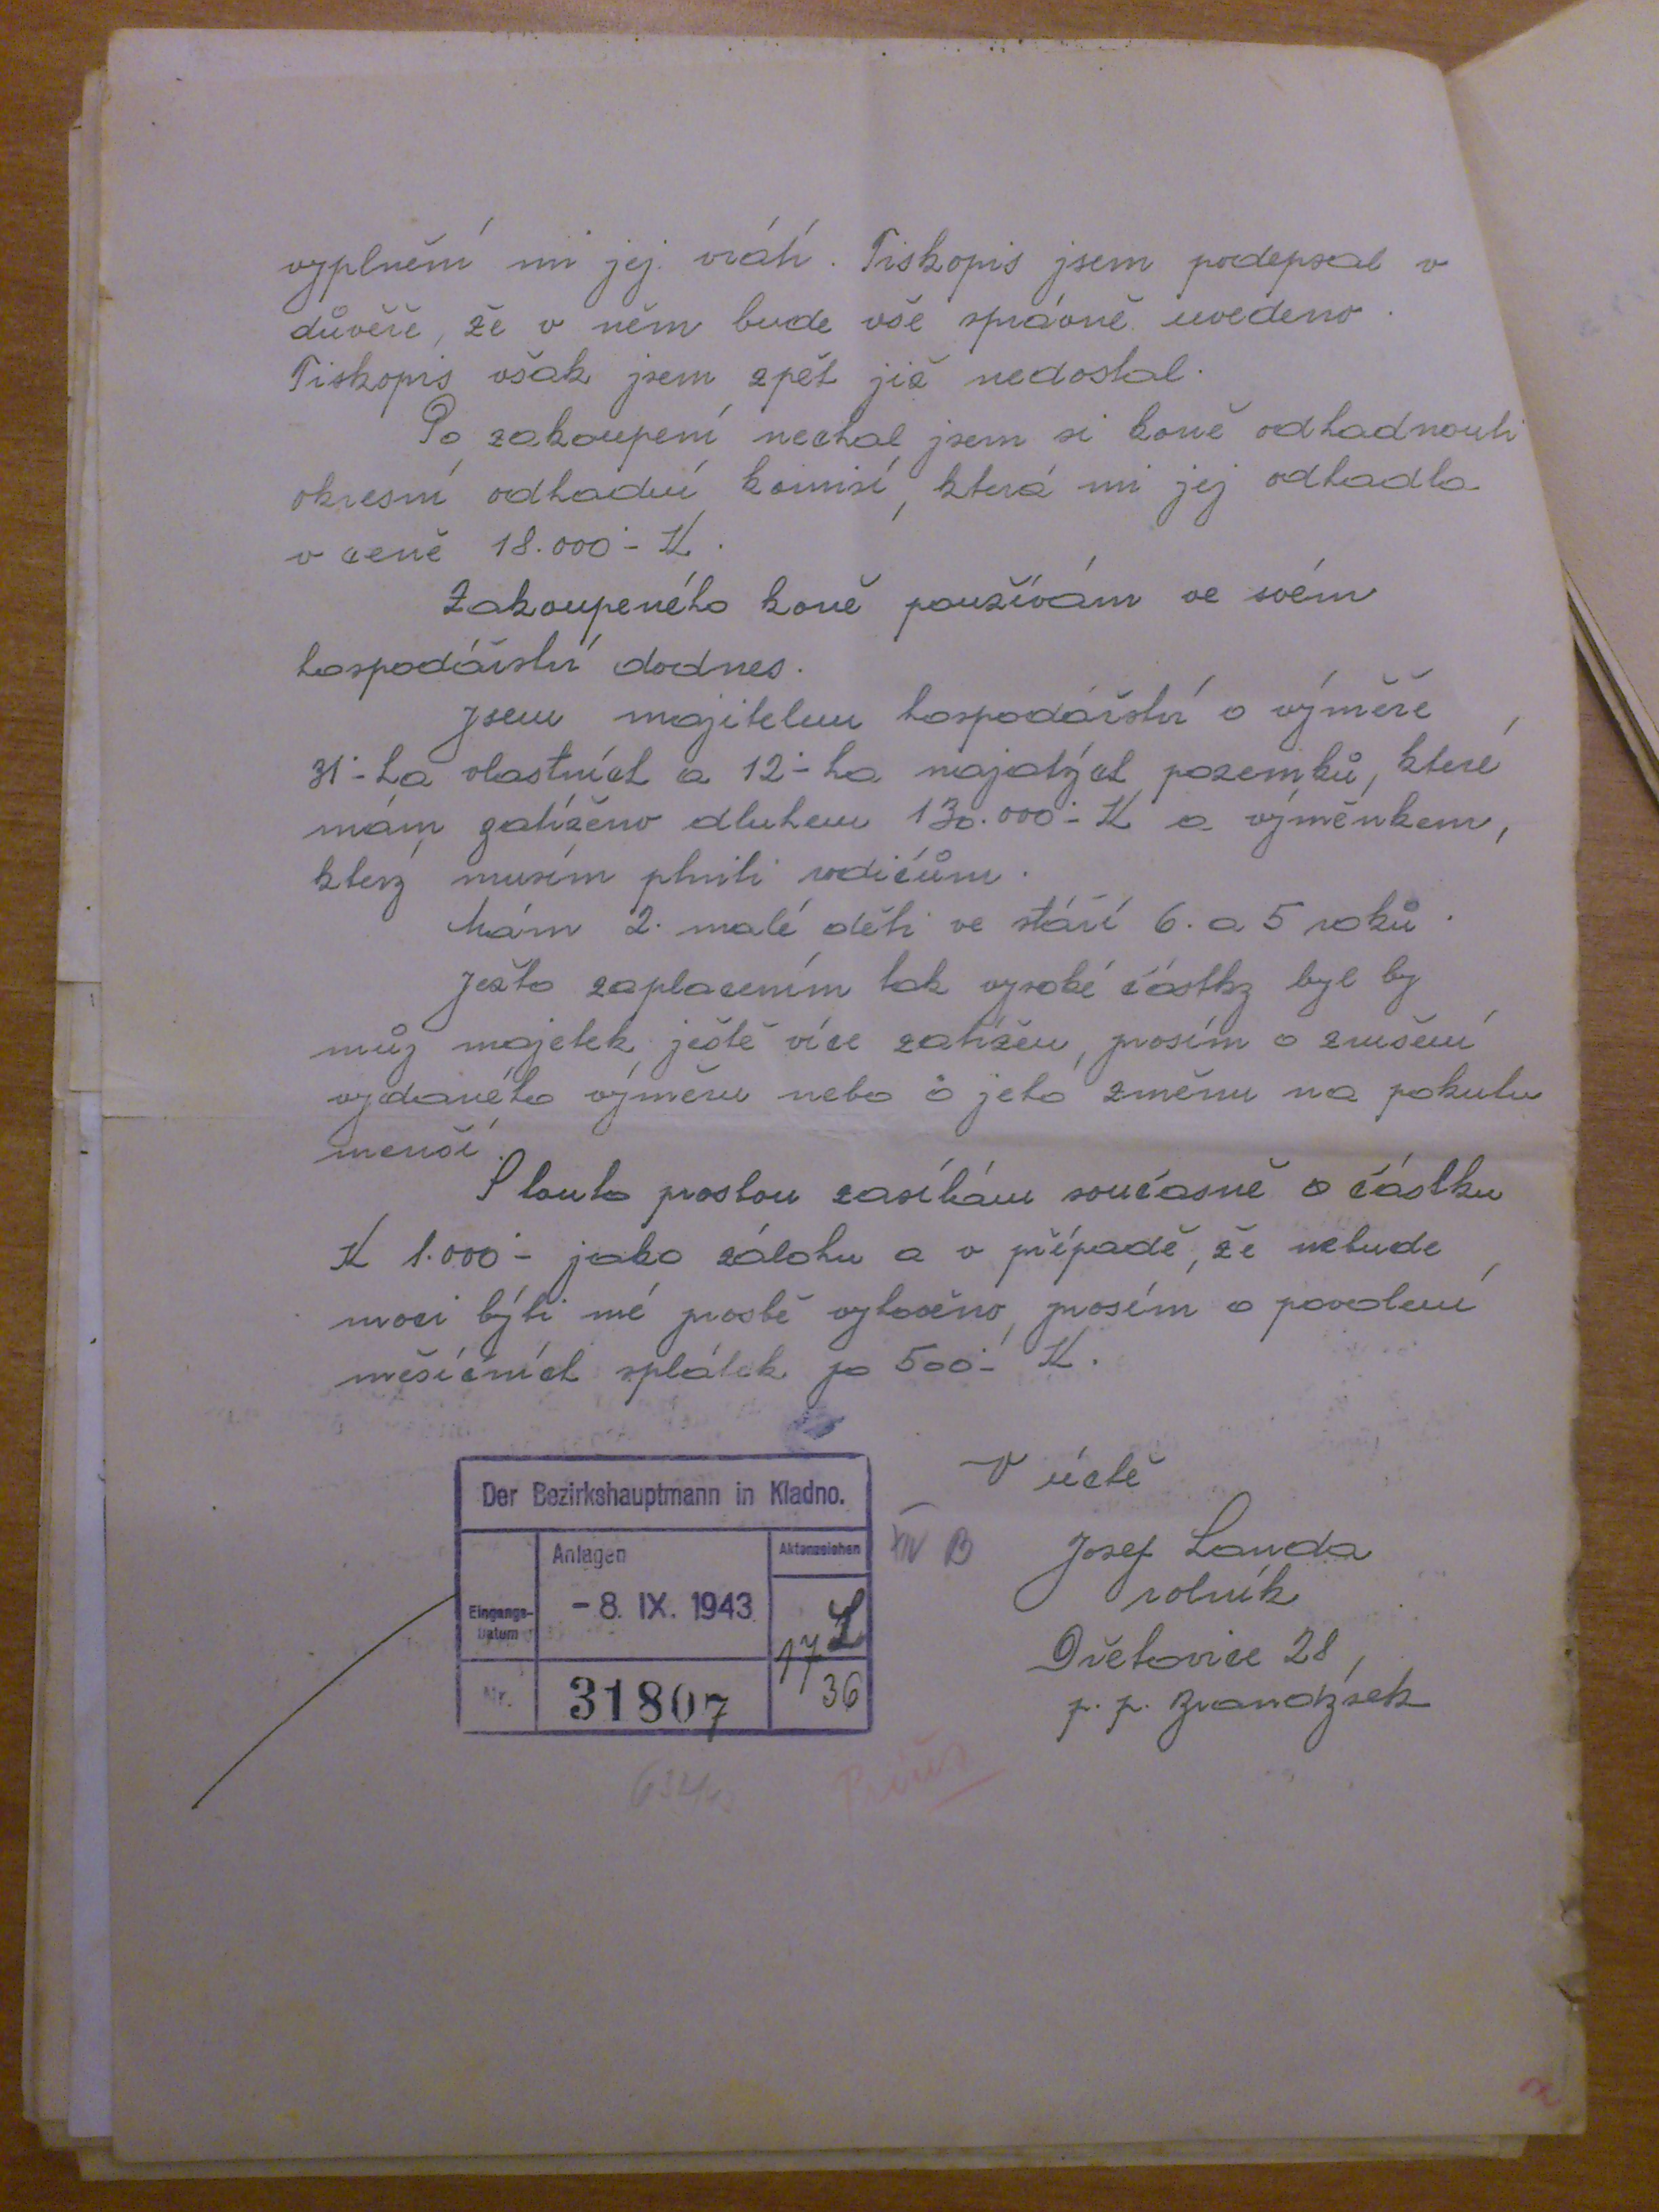 vyplnění mi jej vrátí. Tiskopis jsem podepsal v
důvěře, že v něm bude vše správně uvedeno.
Tiskopis však jsem zpět již nedostal.
Po zakoupení nechal jsem si koně odhadnouti
okresní odhadní komisí, která mi jej odhadla
v ceně 18.000·- K.
Zakoupeného koně používám ve svém
hospodářství dodnes.
Jsem majitelem hospodářství o výměře
31·- ha vlastních a 12·- ha najatých pozemků, které
mám zatíženo dluhem 130.000·- K a výměnkem,
který musím plniti rodičům.
Mám 2. malé děti ve stáří 6. a 5 roků.
Ježto zaplacením tak vysoké částky byl by
můj majetek ještě více zatížen, prosím o zrušení
vydaného výměru nebo o jeho změnu na pokutu
menší.
S touto prosbou zasílám současně o částku
K 1.000·- jako zálohu a v případě, že nebude
moci býti mé prosbě vyhověno, prosím o povolení
měsíčních splátek po 500·- K.
V úctě
Josef Landa
rolník
Dřetovice 28,
p. p. Brandýsek
Der Bezirkshauptmann in Kladno.
Anlagen
Aktenzeichen
XIV B
Eingangs-
Datum
- 8. IX. 1943
17
36
Nr.
31807